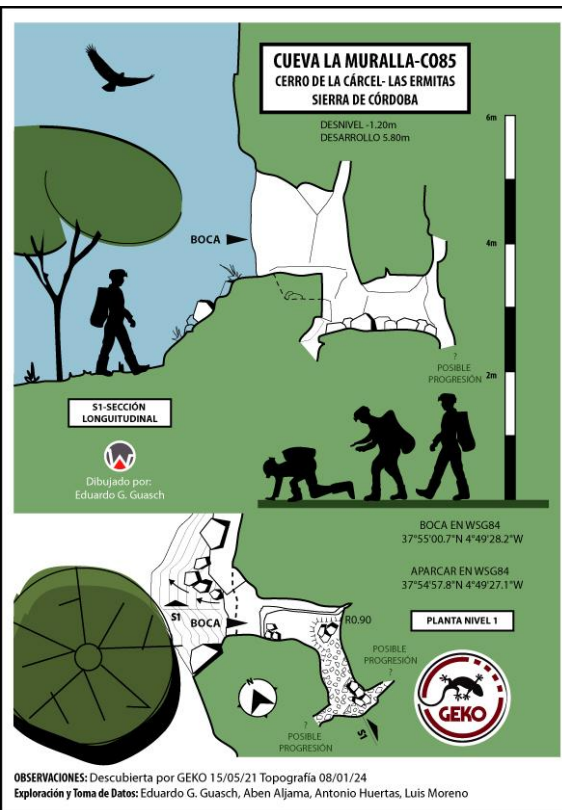 CUEVA LA MURALLA-C085
CERRO DE LA CÁRCEL- LAS ERMITAS
SIERRA DE CÓRDOBA
DESNIVEL -1.20m
DESARROLLO 5.80m
6m
BOCA
4m
?
POSIBLE
PROGRESIÓN
2m
S1-SECCIÓN
LONGUITUDINAL
Dibujado por:
Eduardo G. Guasch
BOCA EN WSG84
37°55'00.7"N 4°49'28.2"W
APARCAR EN WSG84
37°54'57.8"N 4°49'27.1"W
S1
BOCA
R0.90
PLANTA NIVEL 1
POSIBLE
PROGRESIÓN
?
N
GEKO
?
POSIBLE
PROGRESIÓN
S1
OBSERVACIONES: Descubierta por GEKO 15/05/21 Topografía 08/01/24
Exploración y Toma de Datos: Eduardo G. Guasch, Aben Aljama, Antonio Huertas, Luis Moreno